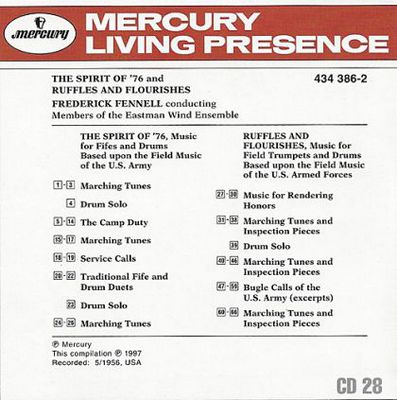 mercury
MERCURY
LIVING PRESENCE
THE SPIRIT OF '76 and
RUFFLES AND FLOURISHES
434 386-2
FREDERICK FENNELL conducting
Members of the Eastman Wind Ensemble
THE SPIRIT OF '76, Music
for Fifes and Drums
Based upon the Field Music
of the U.S. Army
1 - 3 Marching Tunes
4 Drum Solo
5 - 14 The Camp Duty
15 - 17 Marching Tunes
18 - 19 Service Calls
20 - 22 Traditional Fife and
Drum Duets
23 Drum Solo
24 - 26 Marching Tunes
RUFFLES AND
FLOURISHES, Music for
Field Trumpets and Drums
Based upon the Field Music
of the U.S. Armed Forces
27 - 30 Music for Rendering
Honors
31 - 38 Marching Tunes and
Inspection Pieces
39 Drum Solo
40 - 46 Marching Tunes and
Inspection Pieces
47 - 59 Bugle Calls of the
U.S. Army (excerpts)
60 - 66 Marching Tunes and
Inspection Pieces
℗ Mercury
This compilation ℗ 1997
Recorded: 5/1956, USA
CD 28